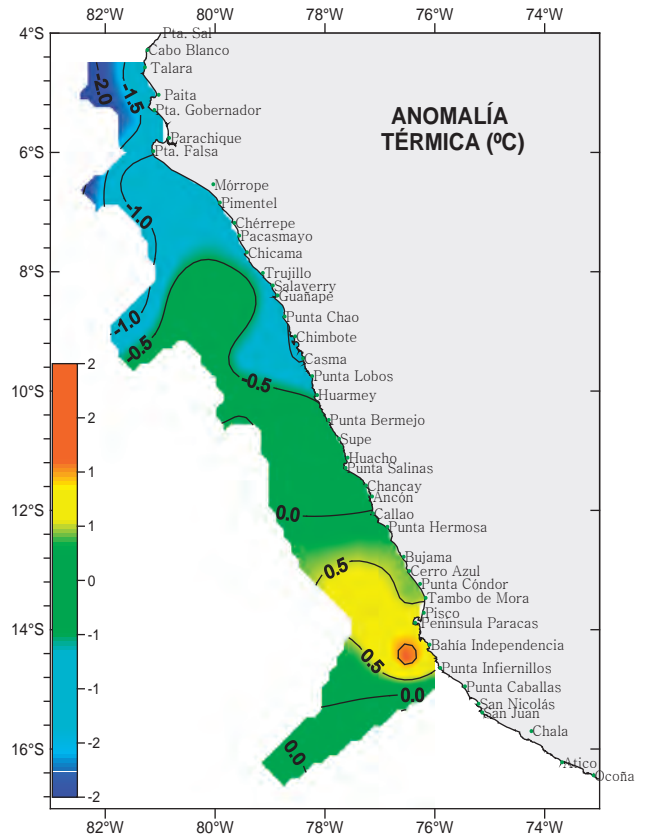 82°W 80°W 78°W 76°W 74°W
4°S
6°S
8°S
10°S
12°S
14°S
16°S
82°W 80°W 78°W 76°W 74°W
ANOMALÍA
TÉRMICA (ºC)
Pta. Sal
Cabo Blanco
Talara
Paita
Pta. Gobernador
Parachique
Pta. Falsa
Mórrope
Pimentel
Chérrepe
Pacasmayo
Chicama
Trujillo
Salaverry
Guañape
Punta Chao
Chimbote
Casma
Punta Lobos
Huarmey
Punta Bermejo
Supe
Huacho
Punta Salinas
Chancay
Ancón
Callao
Punta Hermosa
Bujama
Cerro Azul
Punta Cóndor
Tambo de Mora
Pisco
Península Paracas
Bahía Independencia
Punta Infiernillos
Punta Caballas
San Nicolás
San Juan
Chala
Atico
Ocoña
-2.0
-1.5
-1.0
-1.0
-0.5
-0.5
0.0
0.5
0.5
0.0
0.0
2
2
1
1
0
-1
-1
-2
-2